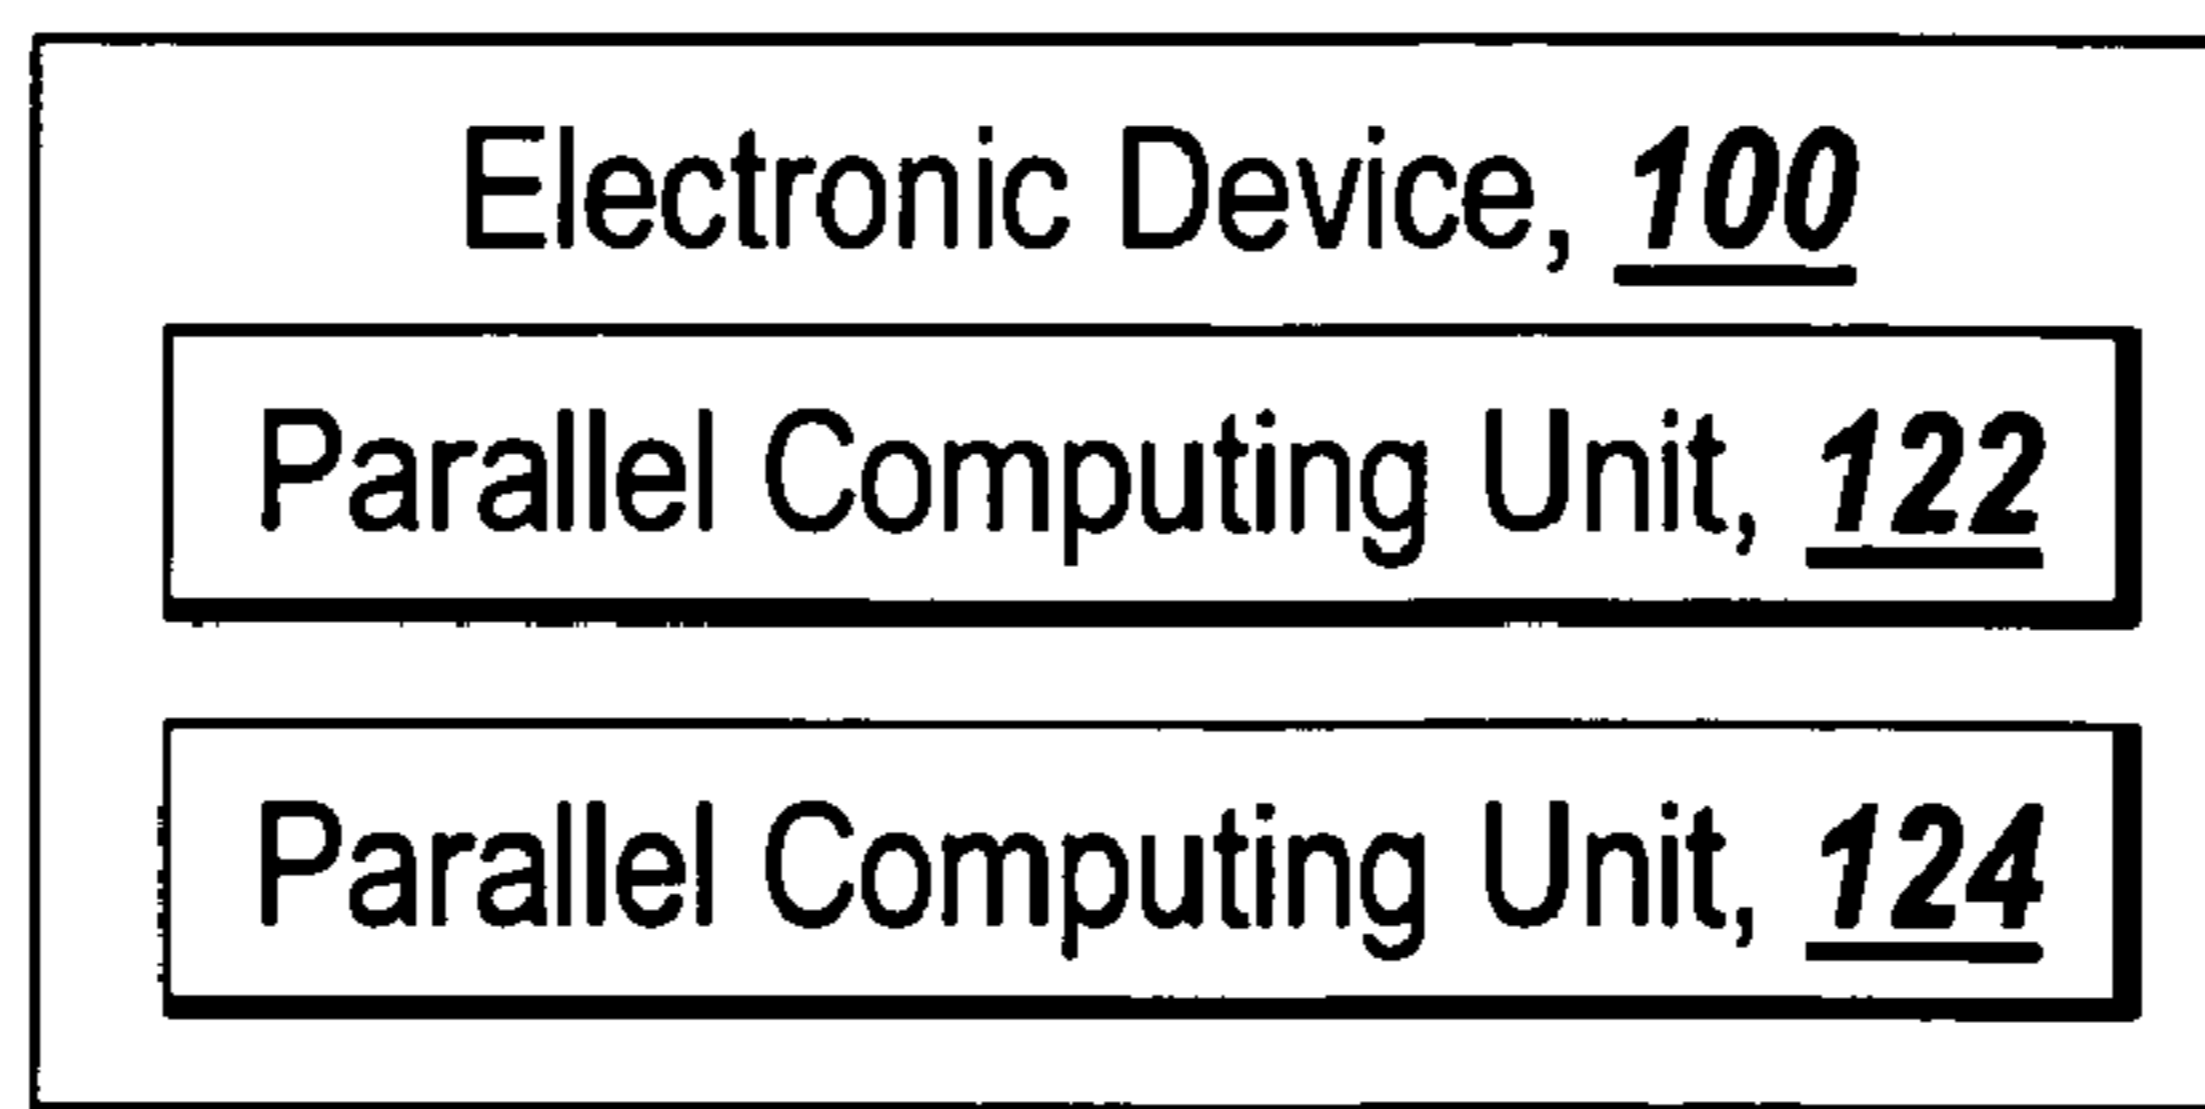 Electronic Device, 100
Parallel Computing Unit, 122
Parallel Computing Unit, 124